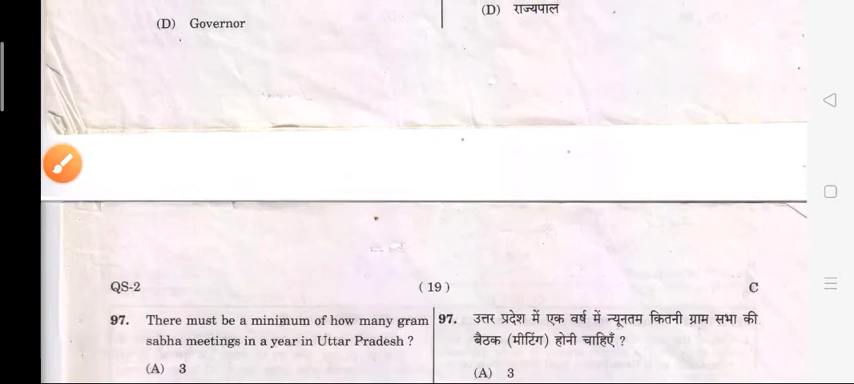 (D) Governor
(D) राज्यपाल
QS-2
( 19 )
C
97. There must be a minimum of how many gram
sabha meetings in a year in Uttar Pradesh ?
(A) 3
97. उत्तर प्रदेश में एक वर्ष में न्यूनतम कितनी ग्राम सभा की
बैठक (मीटिंग) होनी चाहिएँ ?
(A) 3